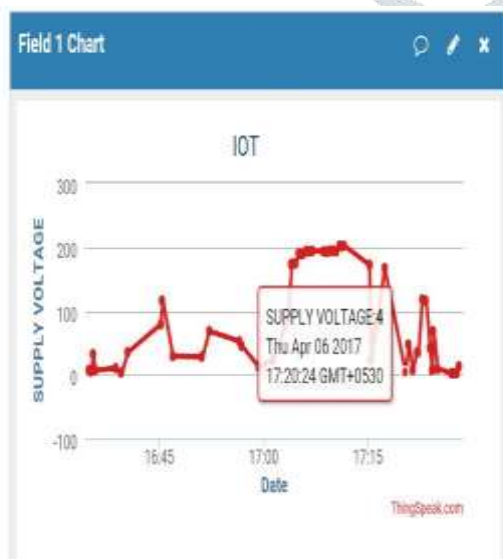 Field 1 Chart
IOT
SUPPLY VOLTAGE
300
200
100
0
-100
SUPPLY VOLTAGE:4
Thu Apr 06 2017
17:20:24 GMT+0530
16:45
17:00
17:15
Date
ThingSpeak.com